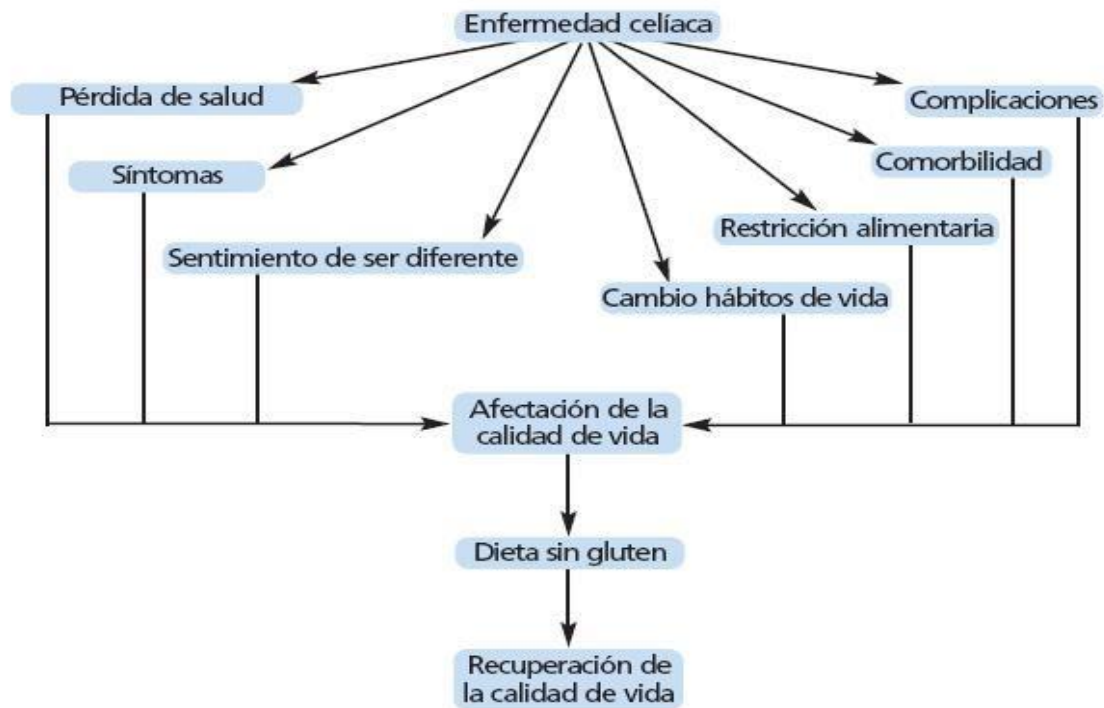 Enfermedad celíaca
Pérdida de salud
Complicaciones
Síntomas
Comorbilidad
Restricción alimentaria
Sentimiento de ser diferente
Cambio hábitos de vida
Afectación de la
calidad de vida
Dieta sin gluten
Recuperación de
la calidad de vida